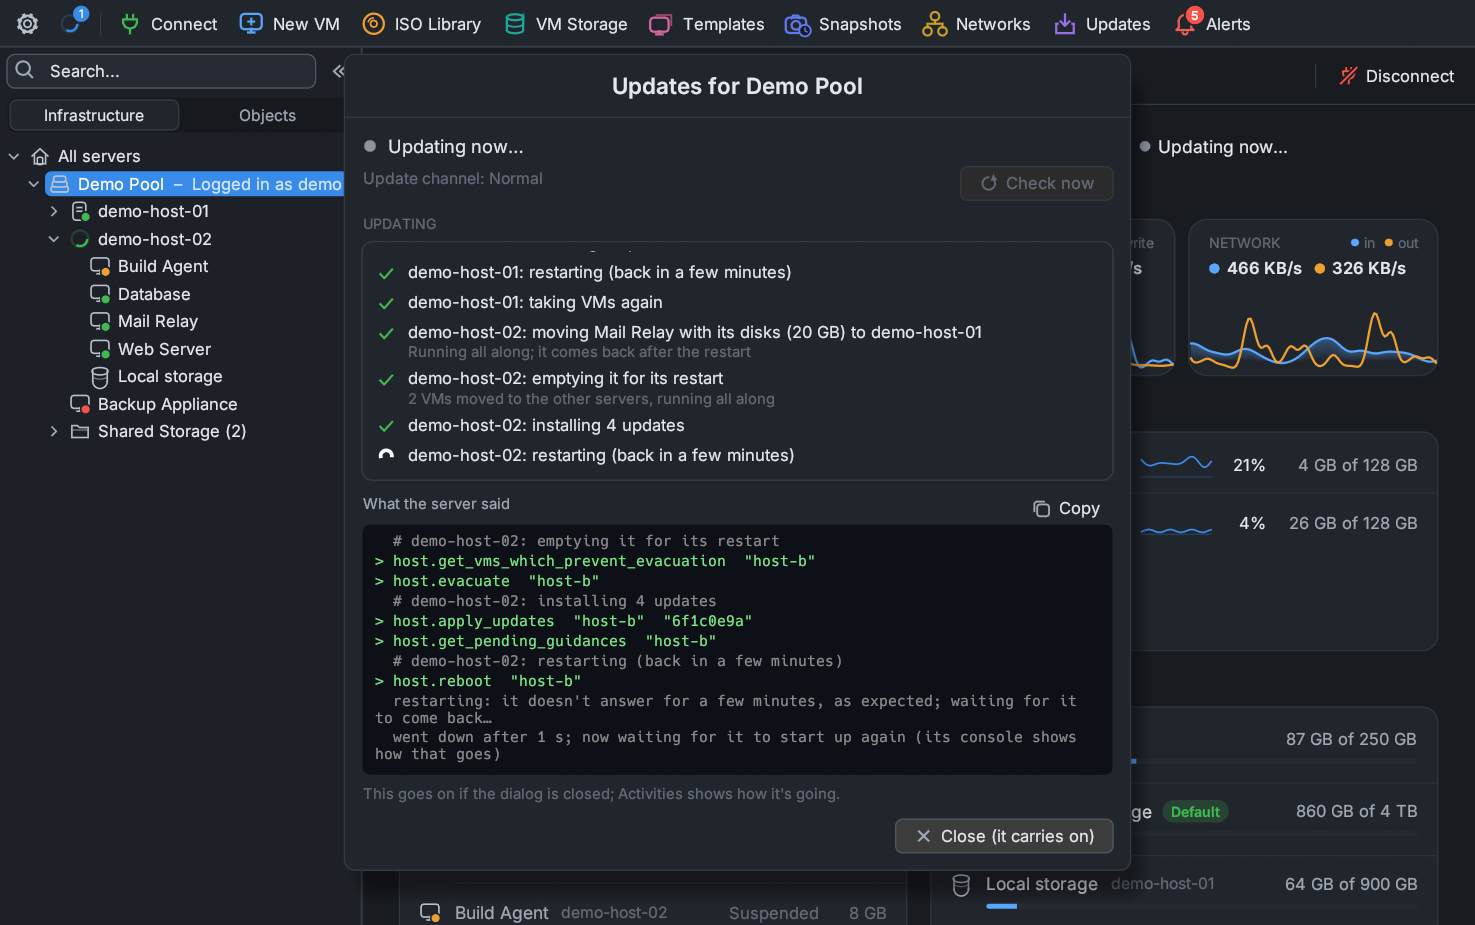 1
Connect
New VM
ISO Library
VM Storage
Templates
Snapshots
Networks
Updates
5
Alerts
Search...
Disconnect
Infrastructure
Objects
All servers
Demo Pool – Logged in as demo
demo-host-01
demo-host-02
Build Agent
Database
Mail Relay
Web Server
Local storage
Backup Appliance
Shared Storage (2)
Updates for Demo Pool
Updating now...
Update channel: Normal
Check now
UPDATING
demo-host-01: restarting (back in a few minutes)
demo-host-01: taking VMs again
demo-host-02: moving Mail Relay with its disks (20 GB) to demo-host-01
Running all along; it comes back after the restart
demo-host-02: emptying it for its restart
2 VMs moved to the other servers, running all along
demo-host-02: installing 4 updates
demo-host-02: restarting (back in a few minutes)
What the server said
Copy
# demo-host-02: emptying it for its restart
> host.get_vms_which_prevent_evacuation "host-b"
> host.evacuate "host-b"
# demo-host-02: installing 4 updates
> host.apply_updates "host-b" "6f1c0e9a"
> host.get_pending_guidances "host-b"
# demo-host-02: restarting (back in a few minutes)
> host.reboot "host-b"
restarting: it doesn't answer for a few minutes, as expected; waiting for it
to come back…
went down after 1 s; now waiting for it to start up again (its console shows
how that goes)
This goes on if the dialog is closed; Activities shows how it's going.
Close (it carries on)
Updating now...
rite
/s
NETWORK
in
out
466 KB/s
326 KB/s
21%
4 GB of 128 GB
4%
26 GB of 128 GB
87 GB of 250 GB
ge
Default
860 GB of 4 TB
Local storage
demo-host-01
64 GB of 900 GB
Build Agent
demo-host-02
Suspended
8 GB